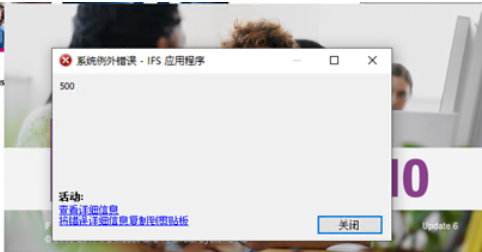 系统例外错误 - IFS 应用程序
500
活动:
查看详细信息
将错误详细信息复制到剪贴板
关闭
10
Update 6